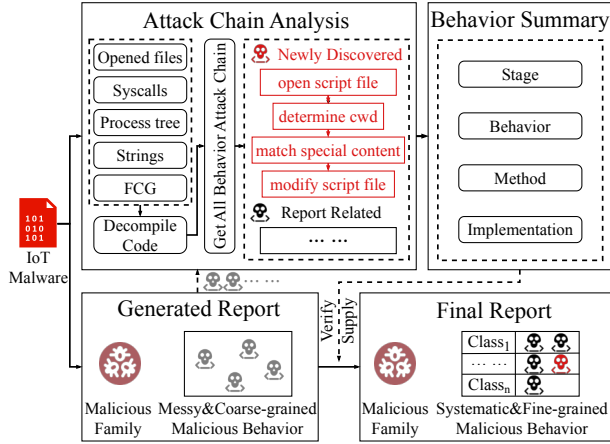 Attack Chain Analysis
Opened files
Syscalls
Process tree
Strings
FCG
Decompile
Code
Get All Behavior Attack Chain
Newly Discovered
open script file
determine cwd
match special content
modify script file
Report Related
... ...
Behavior Summary
Stage
Behavior
Method
Implementation
101
010
101
IoT
Malware
... ...
Generated Report
Malicious
Family
Messy&Coarse-grained
Malicious Behavior
Verify
Supply
Final Report
Malicious
Family
Class1
... ...
Classn
Systematic&Fine-grained
Malicious Behavior